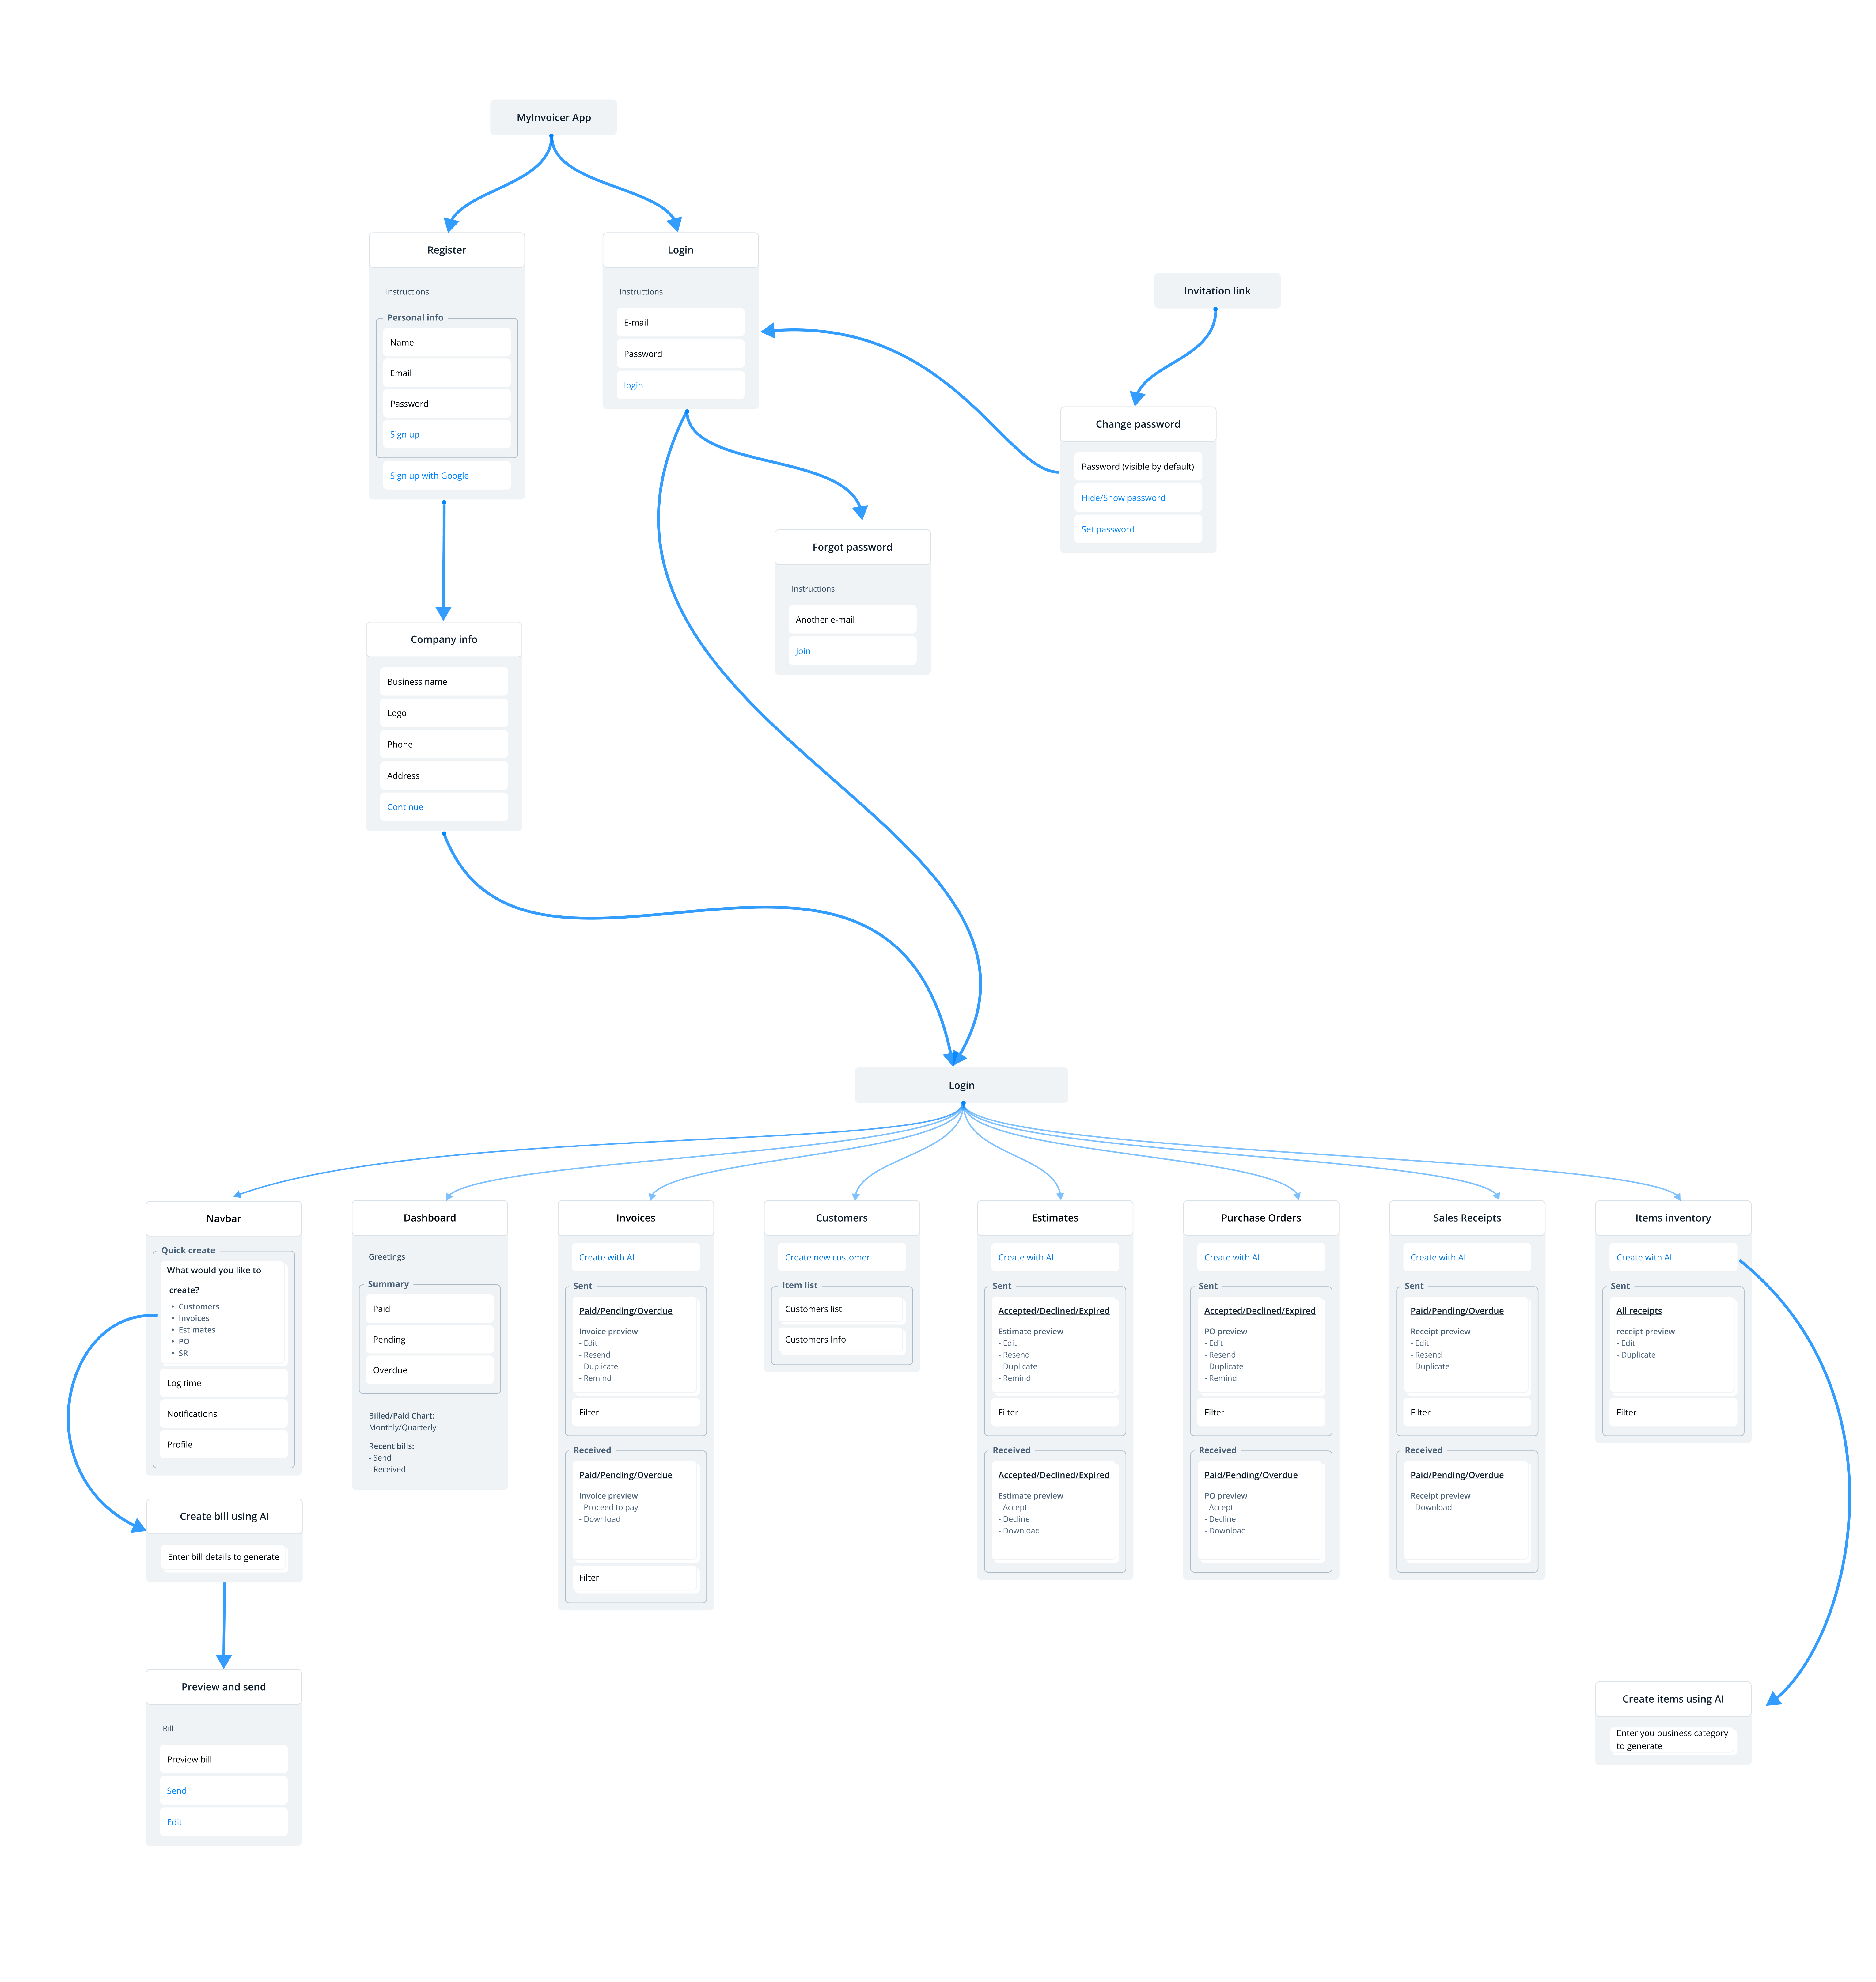 MyInvoicer App
Register
Instructions
Personal info
Name
Email
Password
Sign up
Sign up with Google
Login
Instructions
E-mail
Password
login
Invitation link
Change password
Password (visible by default)
Hide/Show password
Set password
Forgot password
Instructions
Another e-mail
Join
Company info
Business name
Logo
Phone
Address
Continue
Login
Navbar
Quick create
What would you like to
create?
• Customers
• Invoices
• Estimates
• PO
• SR
Log time
Notifications
Profile
Create bill using AI
Enter bill details to generate
Preview and send
Bill
Preview bill
Send
Edit
Dashboard
Greetings
Summary
Paid
Pending
Overdue
Billed/Paid Chart:
Monthly/Quarterly
Recent bills:
- Send
- Received
Invoices
Create with AI
Sent
Paid/Pending/Overdue
Invoice preview
- Edit
- Resend
- Duplicate
- Remind
Filter
Received
Paid/Pending/Overdue
Invoice preview
- Proceed to pay
- Download
Filter
Customers
Create new customer
Item list
Customers list
Customers Info
Estimates
Create with AI
Sent
Accepted/Declined/Expired
Estimate preview
- Edit
- Resend
- Duplicate
- Remind
Filter
Received
Accepted/Declined/Expired
Estimate preview
- Accept
- Decline
- Download
Purchase Orders
Create with AI
Sent
Accepted/Declined/Expired
PO preview
- Edit
- Resend
- Duplicate
- Remind
Filter
Received
Paid/Pending/Overdue
PO preview
- Accept
- Decline
- Download
Sales Receipts
Create with AI
Sent
Paid/Pending/Overdue
Receipt preview
- Edit
- Resend
- Duplicate
Filter
Received
Paid/Pending/Overdue
Receipt preview
- Download
Items inventory
Create with AI
Sent
All receipts
receipt preview
- Edit
- Duplicate
Filter
Create items using AI
Enter you business category
to generate